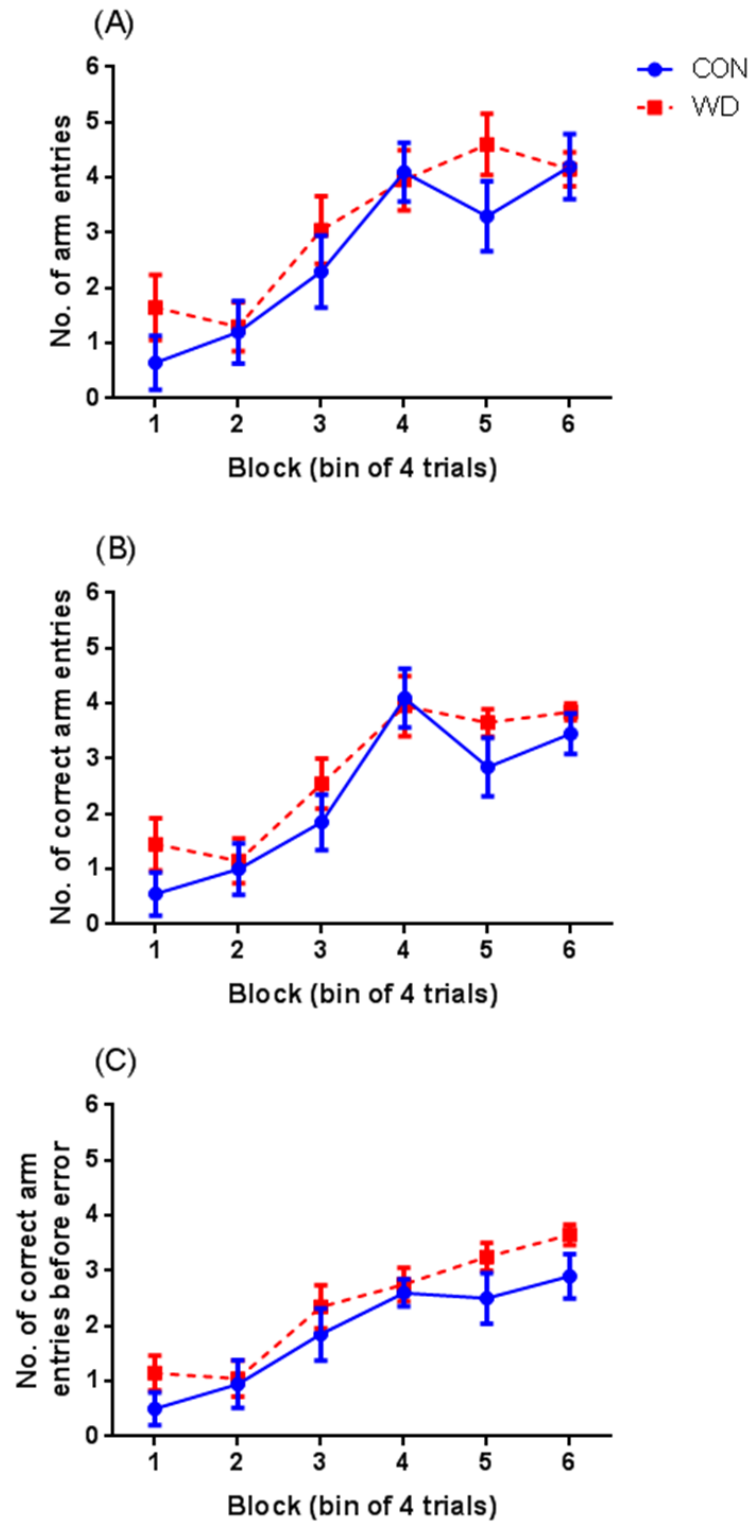 (A)
CON
WD
No. of arm entries
6
5
4
3
2
1
0
1 2 3 4 5 6
Block (bin of 4 trials)
(B)
No. of correct arm entries
6
5
4
3
2
1
0
1 2 3 4 5 6
Block (bin of 4 trials)
(C)
No. of correct arm
entries before error
6
5
4
3
2
1
0
1 2 3 4 5 6
Block (bin of 4 trials)